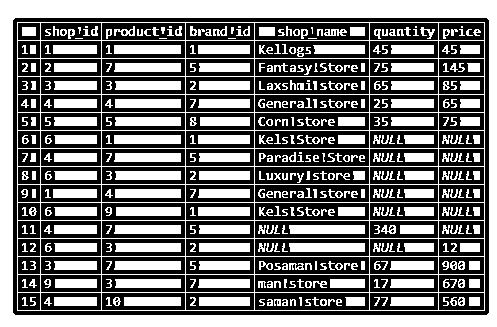 shop_id product_id brand_id shop_name quantity price
1 1 1 1 Kellogs 45 45
2 2 7 5 Fantasy Store 75 145
3 3 3 2 Laxshmi store 65 85
4 4 4 7 General store 25 65
5 5 5 8 Corn store 35 75
6 6 1 1 Kels Store NULL NULL
7 4 7 5 Paradise Store NULL NULL
8 6 3 2 Luxury store NULL NULL
9 1 4 7 General store NULL NULL
10 6 9 1 Kels Store NULL NULL
11 4 7 5 NULL 340 NULL
12 6 3 2 NULL NULL 12
13 3 7 5 Posaman store 67 900
14 9 3 7 man store 17 670
15 4 10 2 saman store 77 560